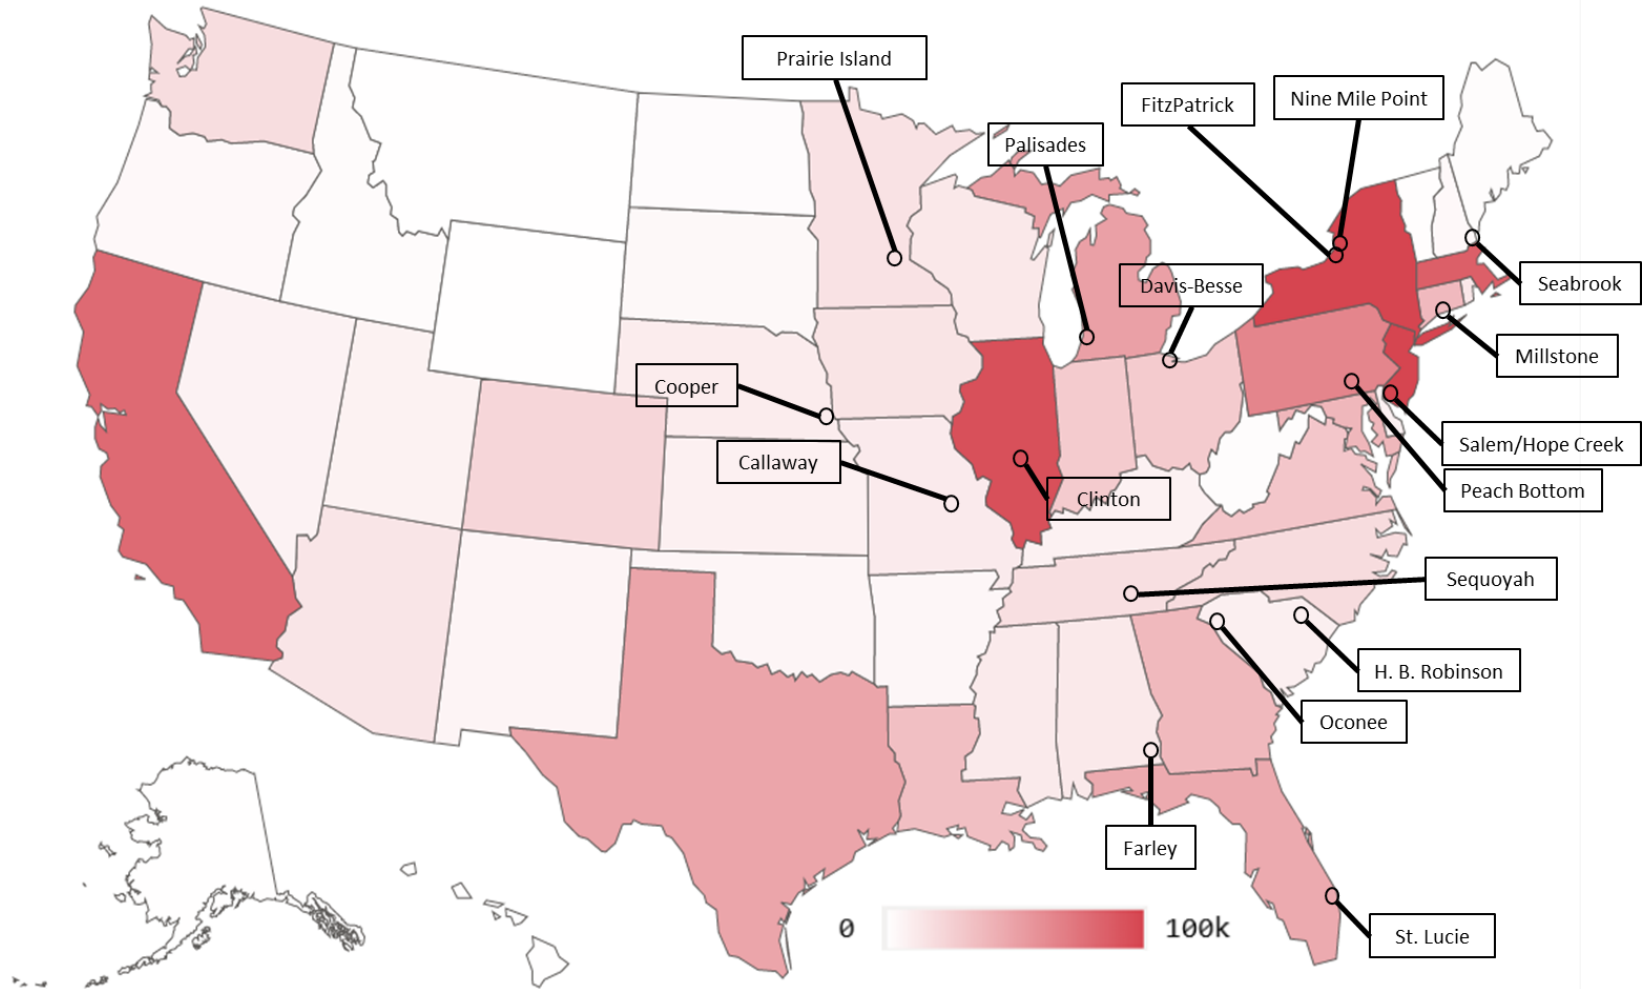 Prairie Island
Nine Mile Point
FitzPatrick
Palisades
Davis-Besse
Seabrook
Millstone
Cooper
Callaway
Salem/Hope Creek
Peach Bottom
Clinton
Sequoyah
H. B. Robinson
Oconee
Farley
0
100k
St. Lucie